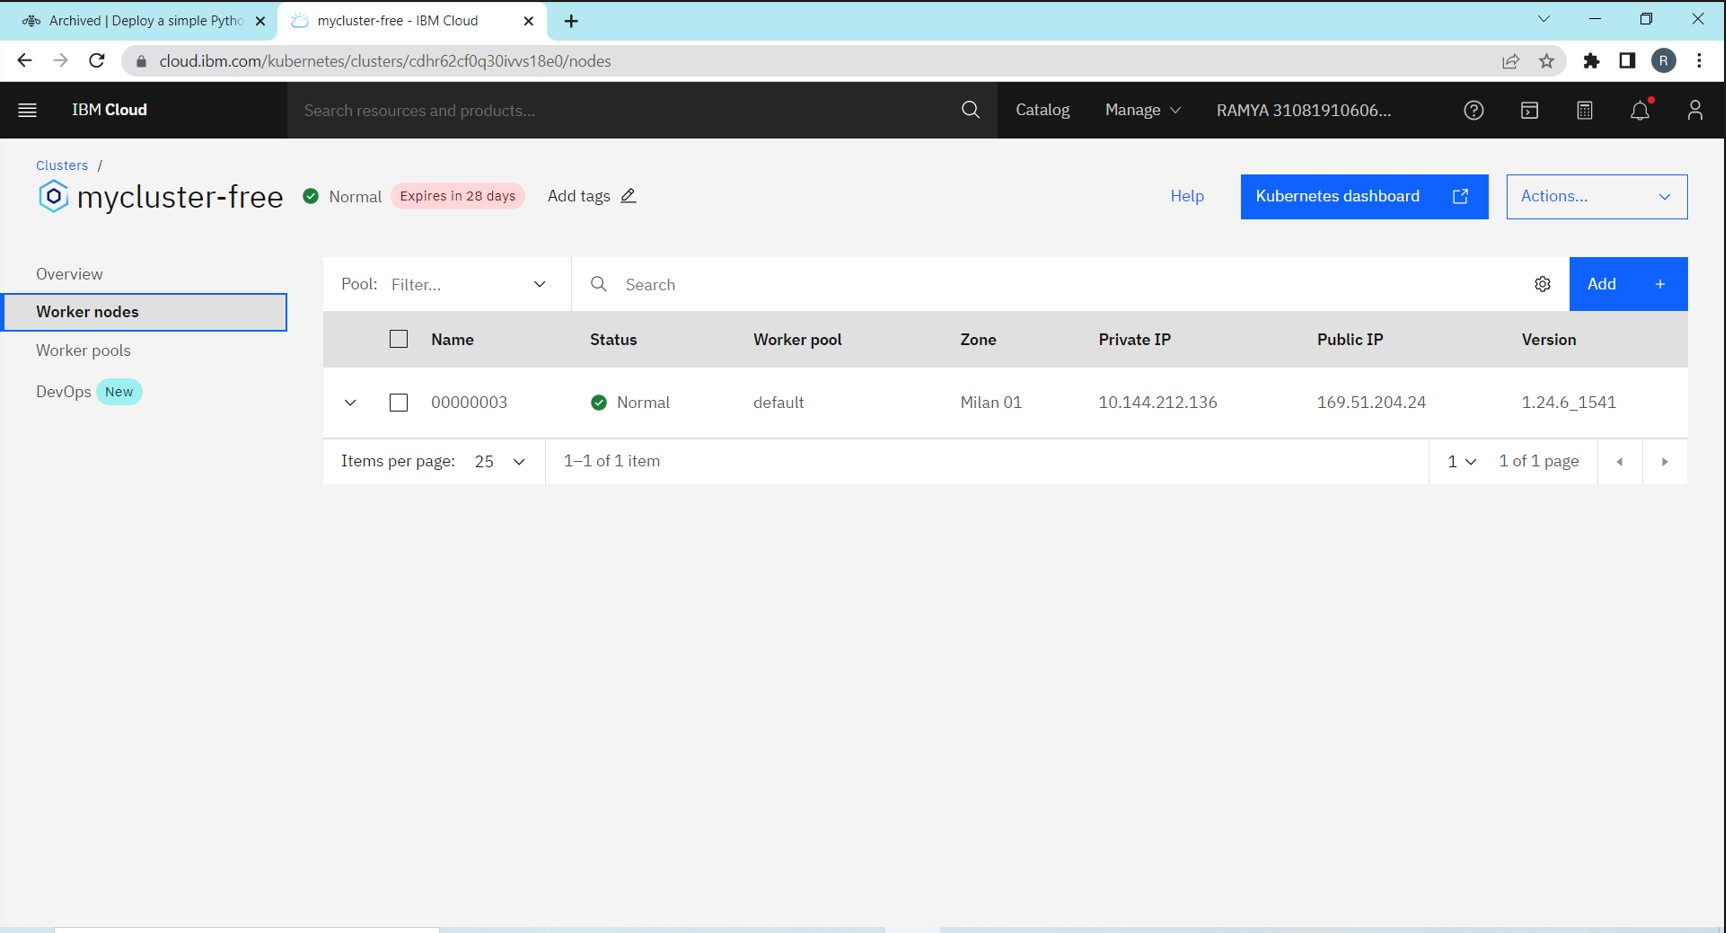 Archived | Deploy a simple Pytho
mycluster-free - IBM Cloud
cloud.ibm.com/kubernetes/clusters/cdhr62cf0q30ivvs18e0/nodes
R
IBM Cloud
Search resources and products...
Catalog
Manage
RAMYA 31081910606...
Clusters /
mycluster-free
Normal
Expires in 28 days
Add tags
Help
Kubernetes dashboard
Actions...
Overview
Worker nodes
Worker pools
DevOps New
Pool: Filter...
Search
Add +
Name Status Worker pool Zone Private IP Public IP Version
00000003 Normal default Milan 01 10.144.212.136 169.51.204.24 1.24.6_1541
Items per page: 25 1–1 of 1 item 1 1 of 1 page